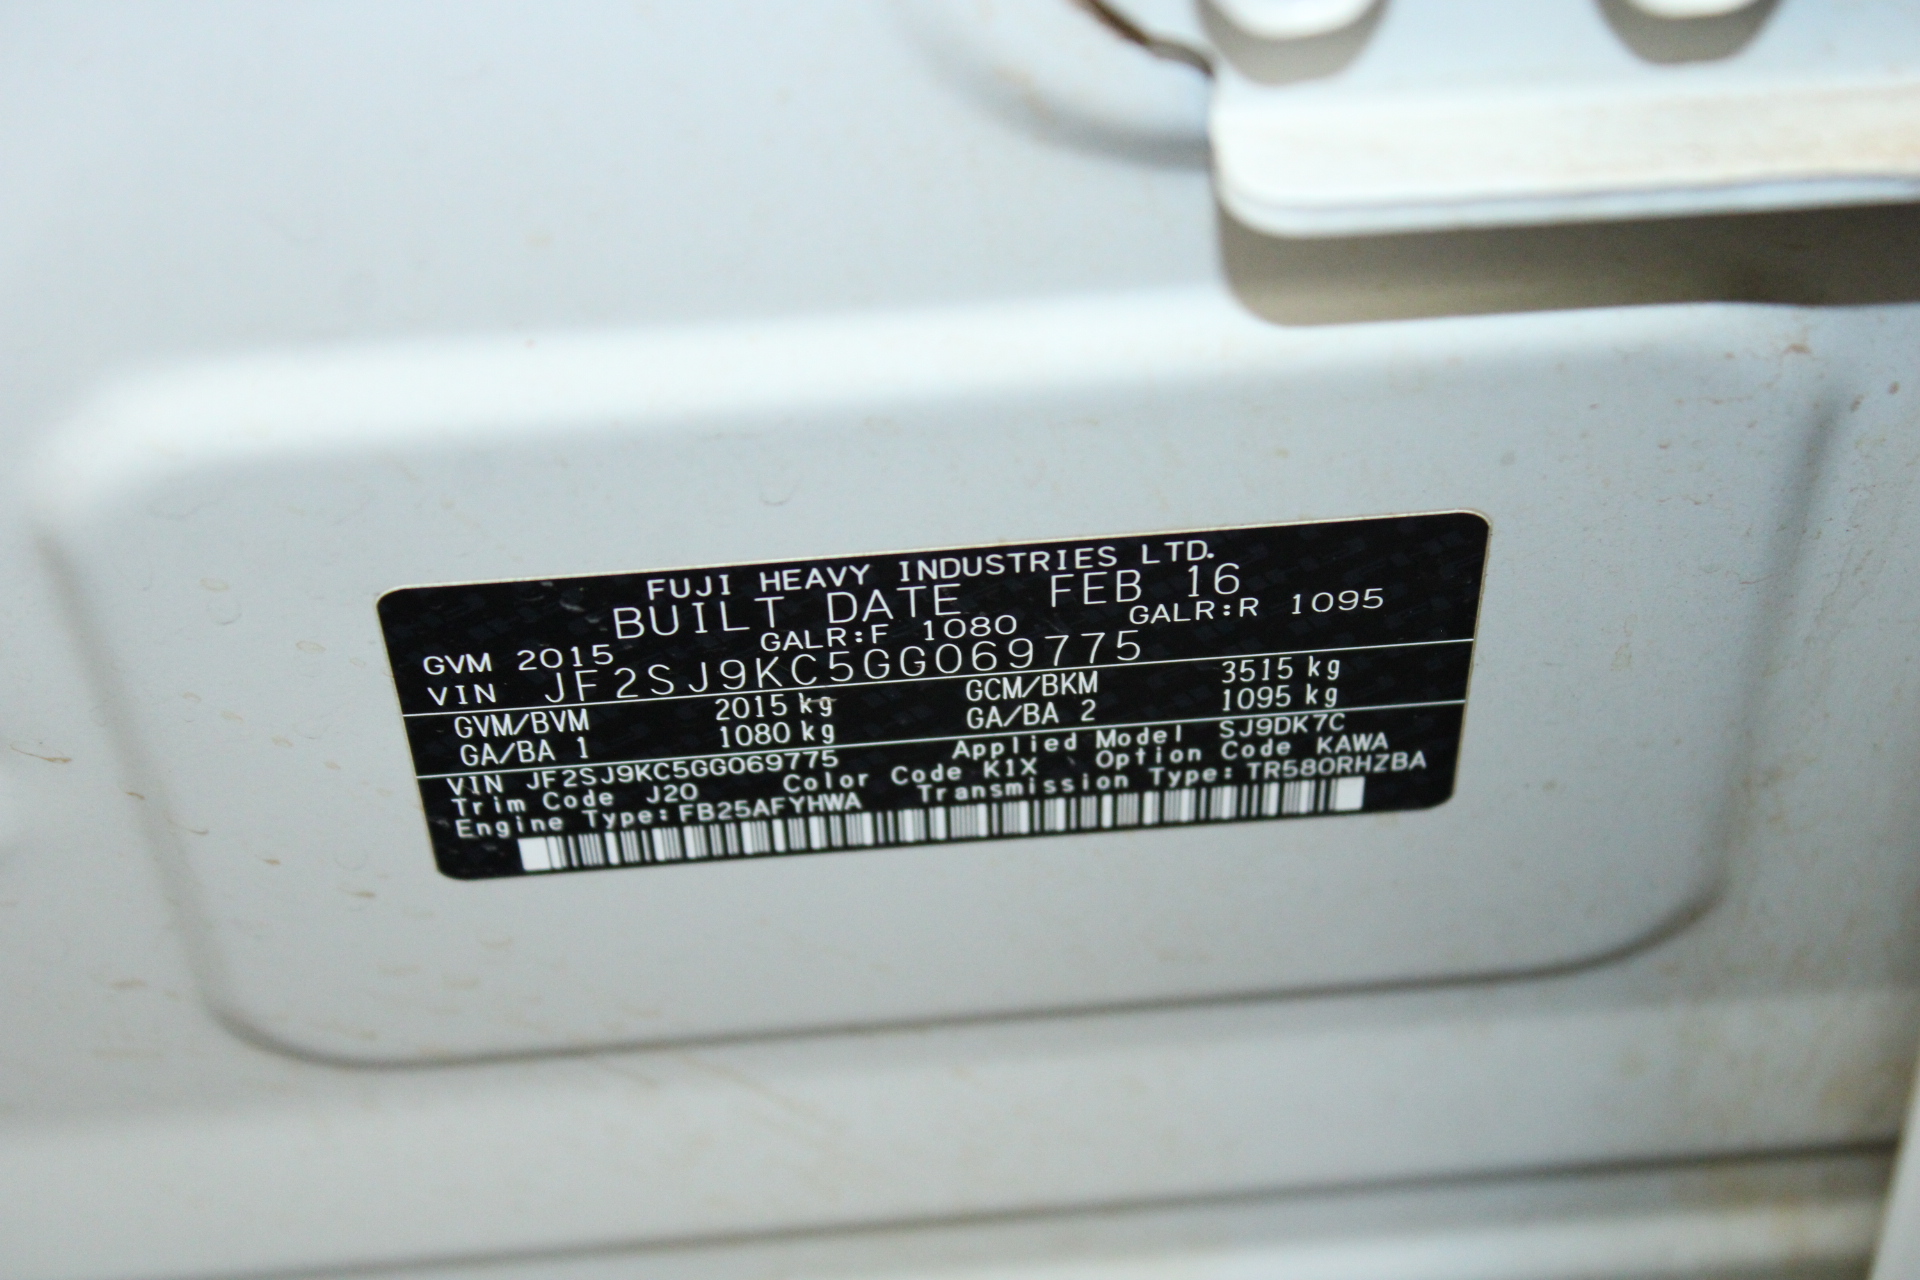 FUJI HEAVY INDUSTRIES LTD.
BUILT DATE FEB 16
GVM 2015 GALR:F 1080 GALR:R 1095
VIN JF2SJ9KC5GG069775
GVM/BVM 2015 kg GCM/BKM 3515 kg
GA/BA 1 1080 kg GA/BA 2 1095 kg
VIN JF2SJ9KC5GG069775 Applied Model SJ9DK7C
Trim Code J20 Color Code K1X Option Code KAWA
Engine Type: FB25AFYHWA Transmission Type: TR580RHZBA